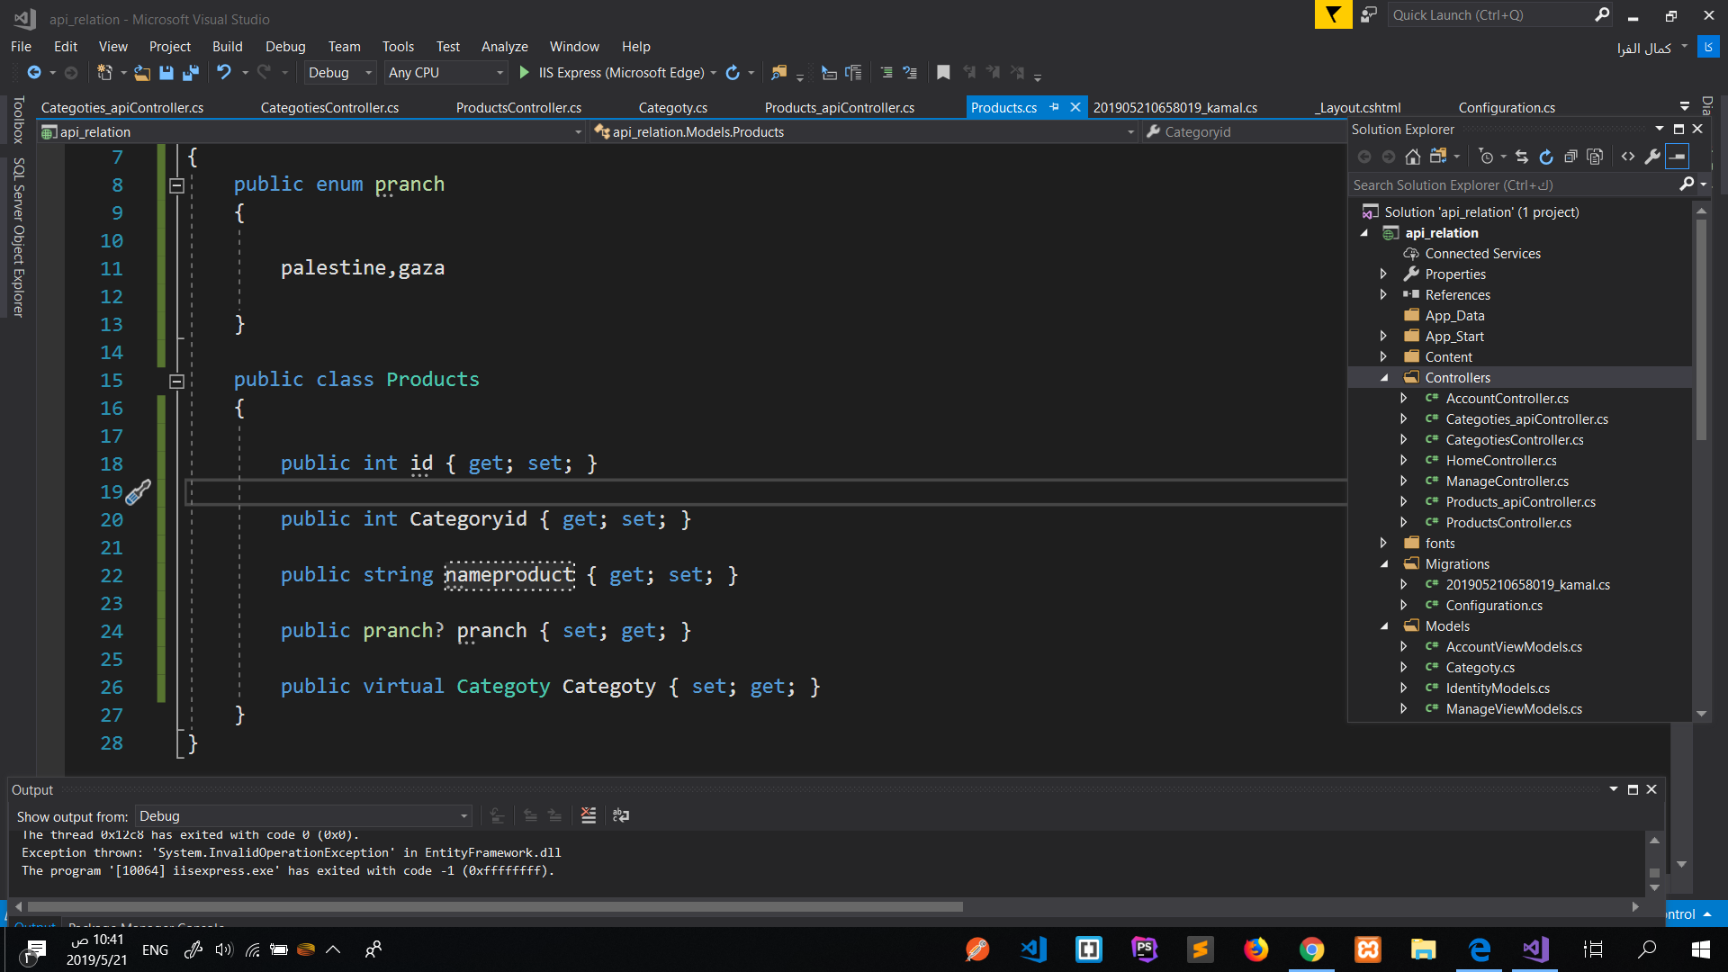 api_relation - Microsoft Visual Studio
Quick Launch (Ctrl+Q)
File Edit View Project Build Debug Team Tools Test Analyze Window Help
كمال الفرا
كا
Debug Any CPU IIS Express (Microsoft Edge)
Categoties_apiController.cs CategotiesController.cs ProductsController.cs Categoty.cs Products_apiController.cs Products.cs 201905210658019_kamal.cs _Layout.cshtml Configuration.cs
api_relation api_relation.Models.Products Categoryid
Toolbox
SQL Server Object Explorer
7 {
8 public enum pranch
9 {
10
11 palestine,gaza
12
13 }
14
15 public class Products
16 {
17
18 public int id { get; set; }
19
20 public int Categoryid { get; set; }
21
22 public string nameproduct { get; set; }
23
24 public pranch? pranch { set; get; }
25
26 public virtual Categoty Categoty { set; get; }
27 }
28 }
Solution Explorer
Search Solution Explorer (Ctrl+ك)
Solution 'api_relation' (1 project)
api_relation
Connected Services
Properties
References
App_Data
App_Start
Content
Controllers
C# AccountController.cs
C# Categoties_apiController.cs
C# CategotiesController.cs
C# HomeController.cs
C# ManageController.cs
C# Products_apiController.cs
C# ProductsController.cs
fonts
Migrations
C# 201905210658019_kamal.cs
C# Configuration.cs
Models
C# AccountViewModels.cs
C# Categoty.cs
C# IdentityModels.cs
C# ManageViewModels.cs
Output
Show output from: Debug
The thread 0x12c8 has exited with code 0 (0x0).
Exception thrown: 'System.InvalidOperationException' in EntityFramework.dll
The program '[10064] iisexpress.exe' has exited with code -1 (0xffffffff).
Output Package Manager Console
ntrol
10:41 ص
2019/5/21
ENG
PS